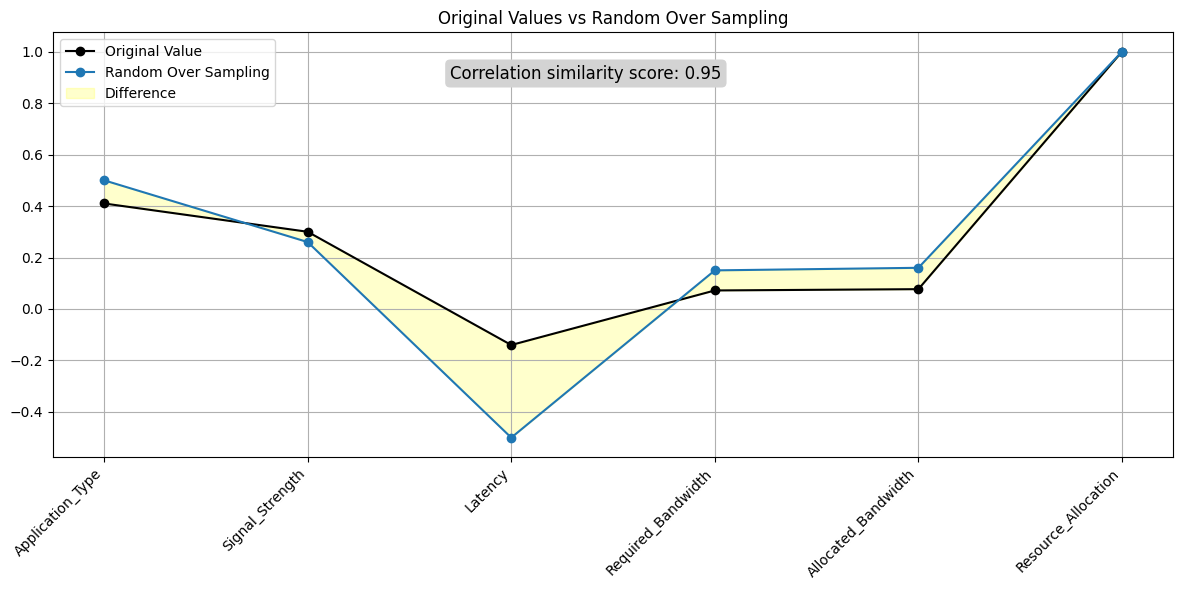 Original Values vs Random Over Sampling
Original Value
Random Over Sampling
Difference
Correlation similarity score: 0.95
1.0
0.8
0.6
0.4
0.2
0.0
−0.2
−0.4
Application_Type
Signal_Strength
Latency
Required_Bandwidth
Allocated_Bandwidth
Resource_Allocation